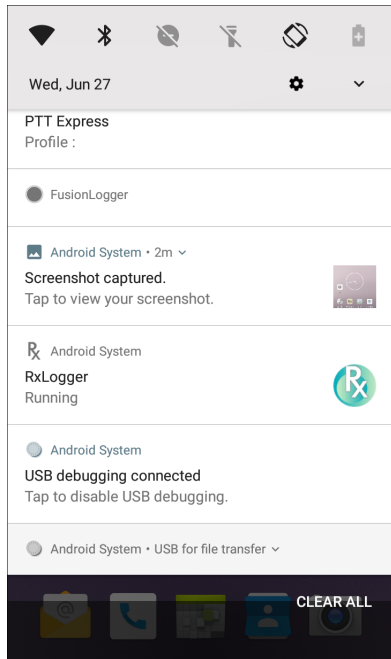 Wed, Jun 27
PTT Express
Profile :
FusionLogger
Android System • 2m
Screenshot captured.
Tap to view your screenshot.
Rx Android System
RxLogger
Running
Rx
Android System
USB debugging connected
Tap to disable USB debugging.
Android System • USB for file transfer
@
CLEAR ALL